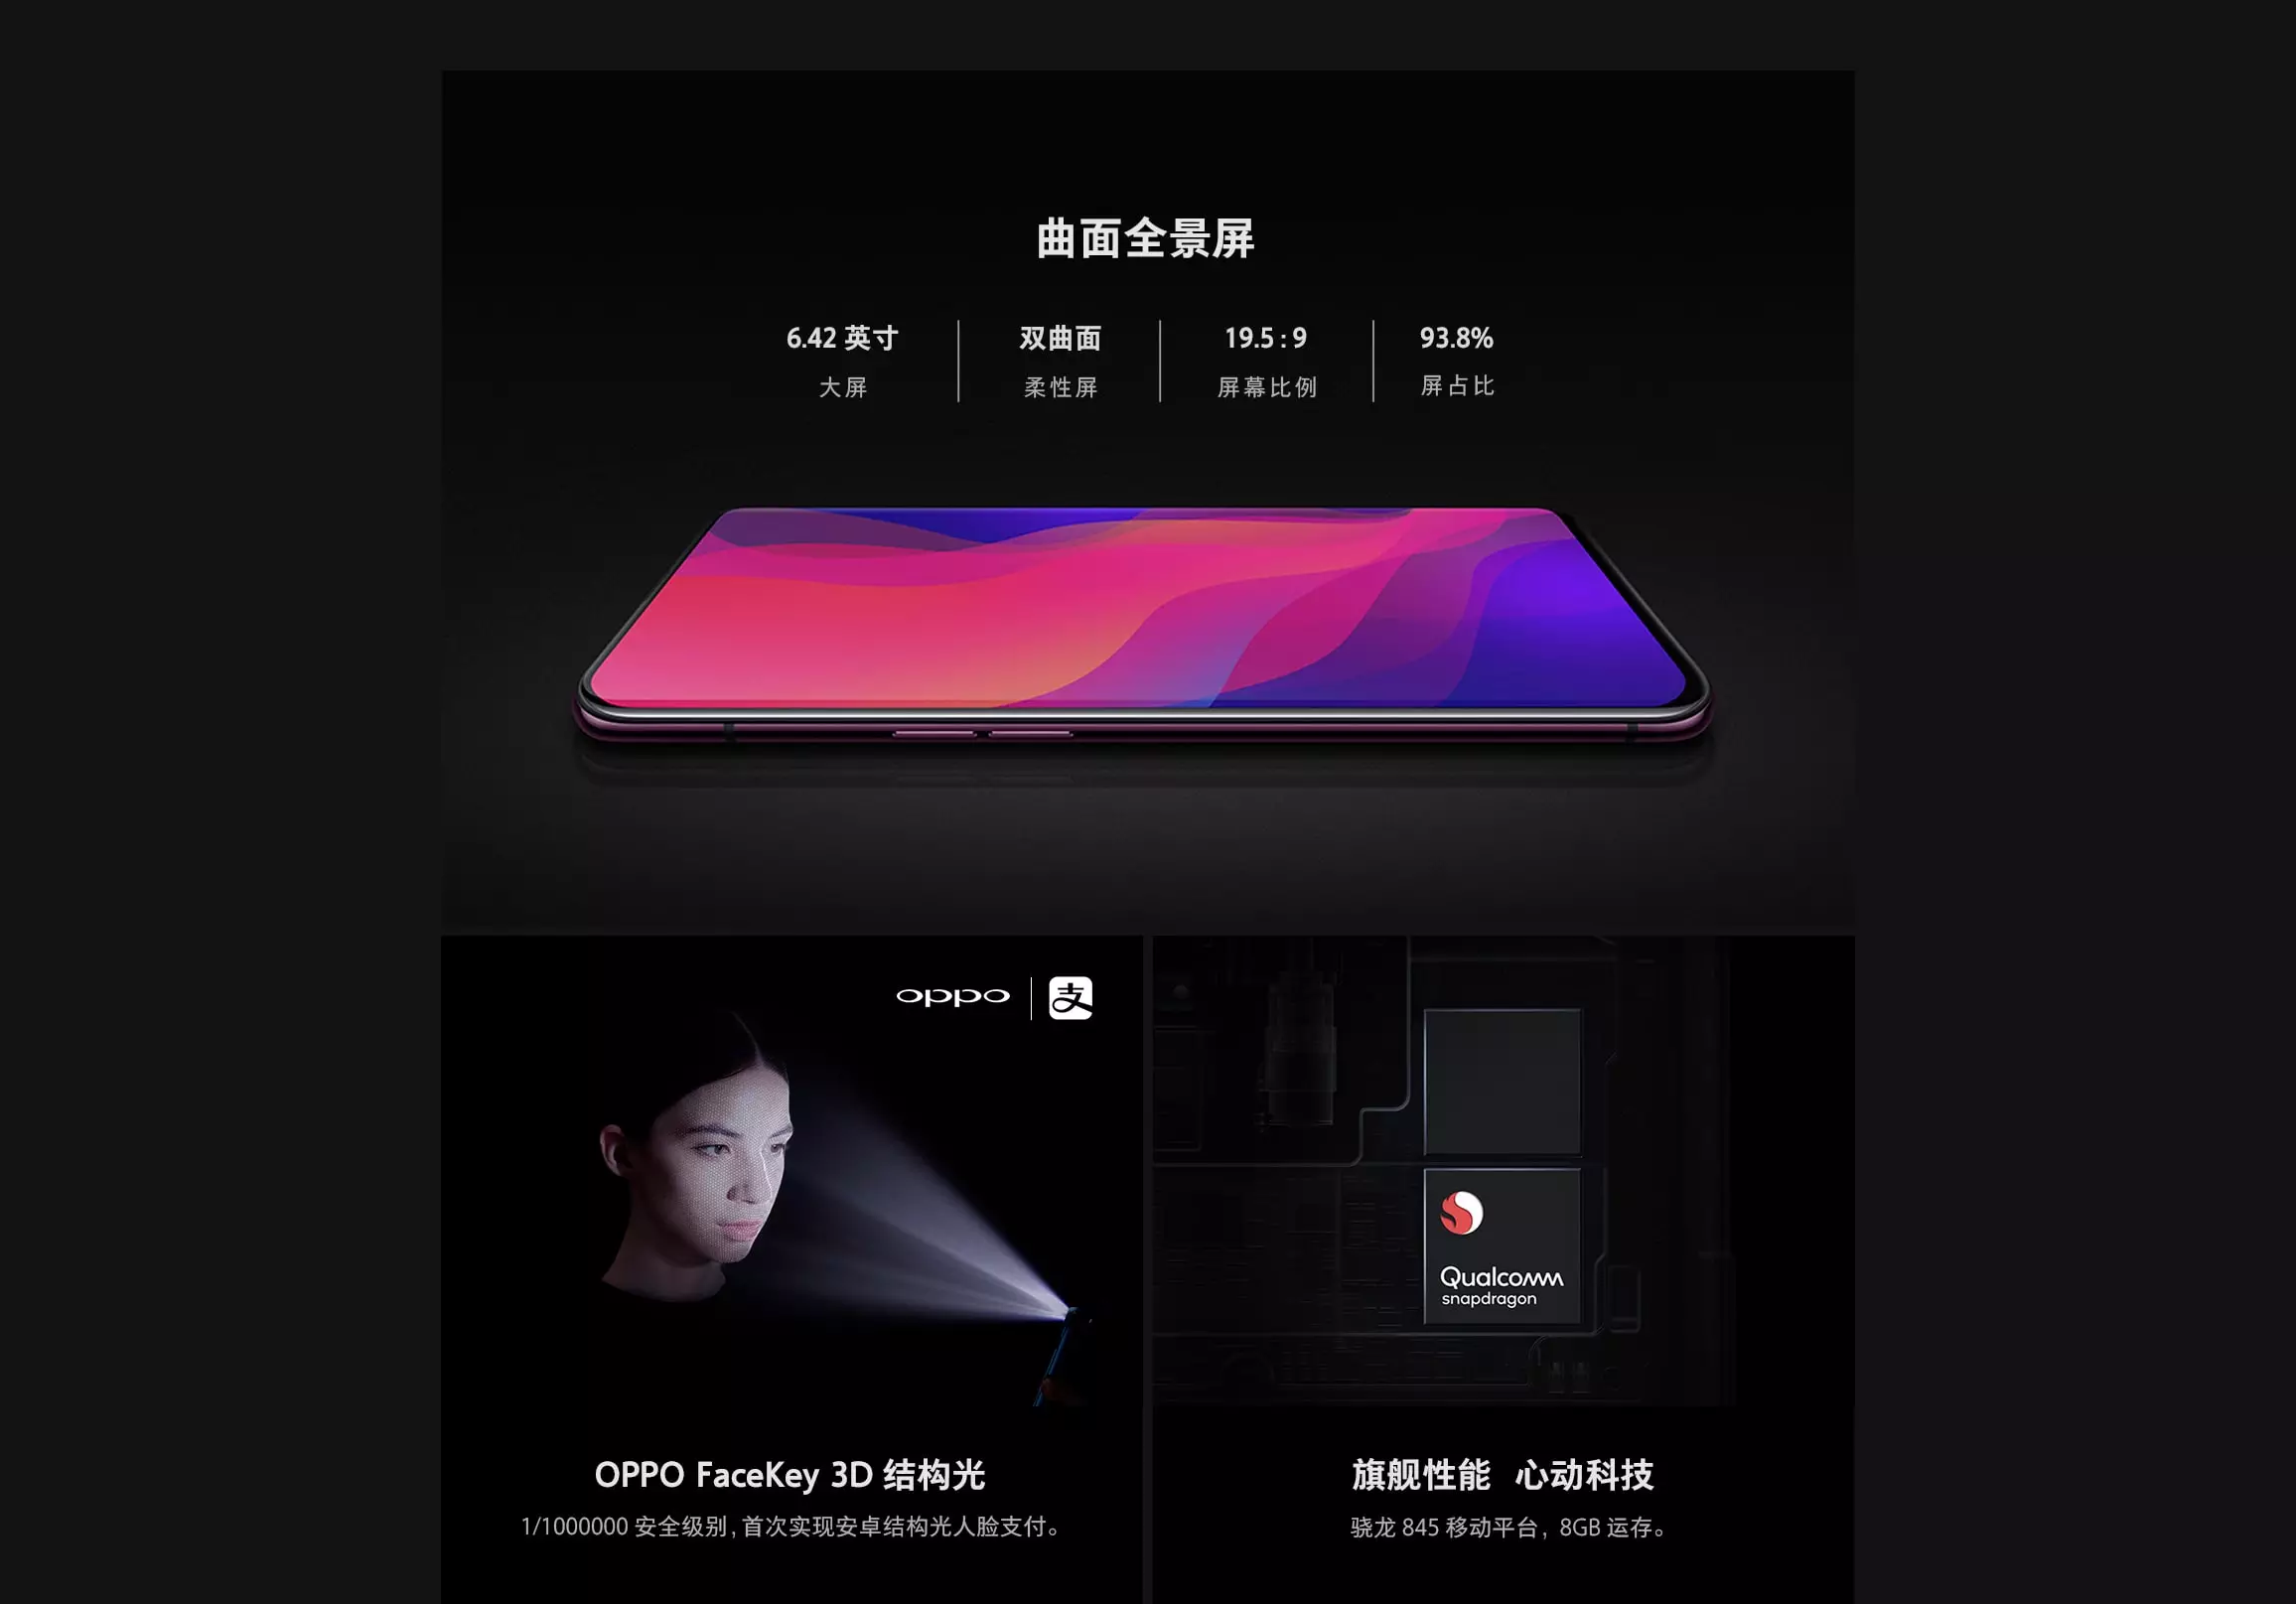 曲面全景屏
6.42 英寸
大屏
双曲面
柔性屏
19.5 : 9
屏幕比例
93.8%
屏占比
oppo
支
OPPO FaceKey 3D 结构光
1/1000000 安全级别, 首次实现安卓结构光人脸支付。
Qualcomm
snapdragon
旗舰性能 心动科技
骁龙 845 移动平台, 8GB 运存。